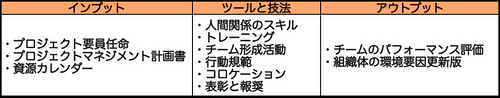 インプット
ツールと技法
アウトプット
・プロジェクト要員任命
・プロジェクトマネジメント計画書
・資源カレンダー
・人間関係のスキル
・トレーニング
・チーム形成活動
・行動規範
・コロケーション
・表彰と報奨
・チームのパフォーマンス評価
・組織体の環境要因更新版